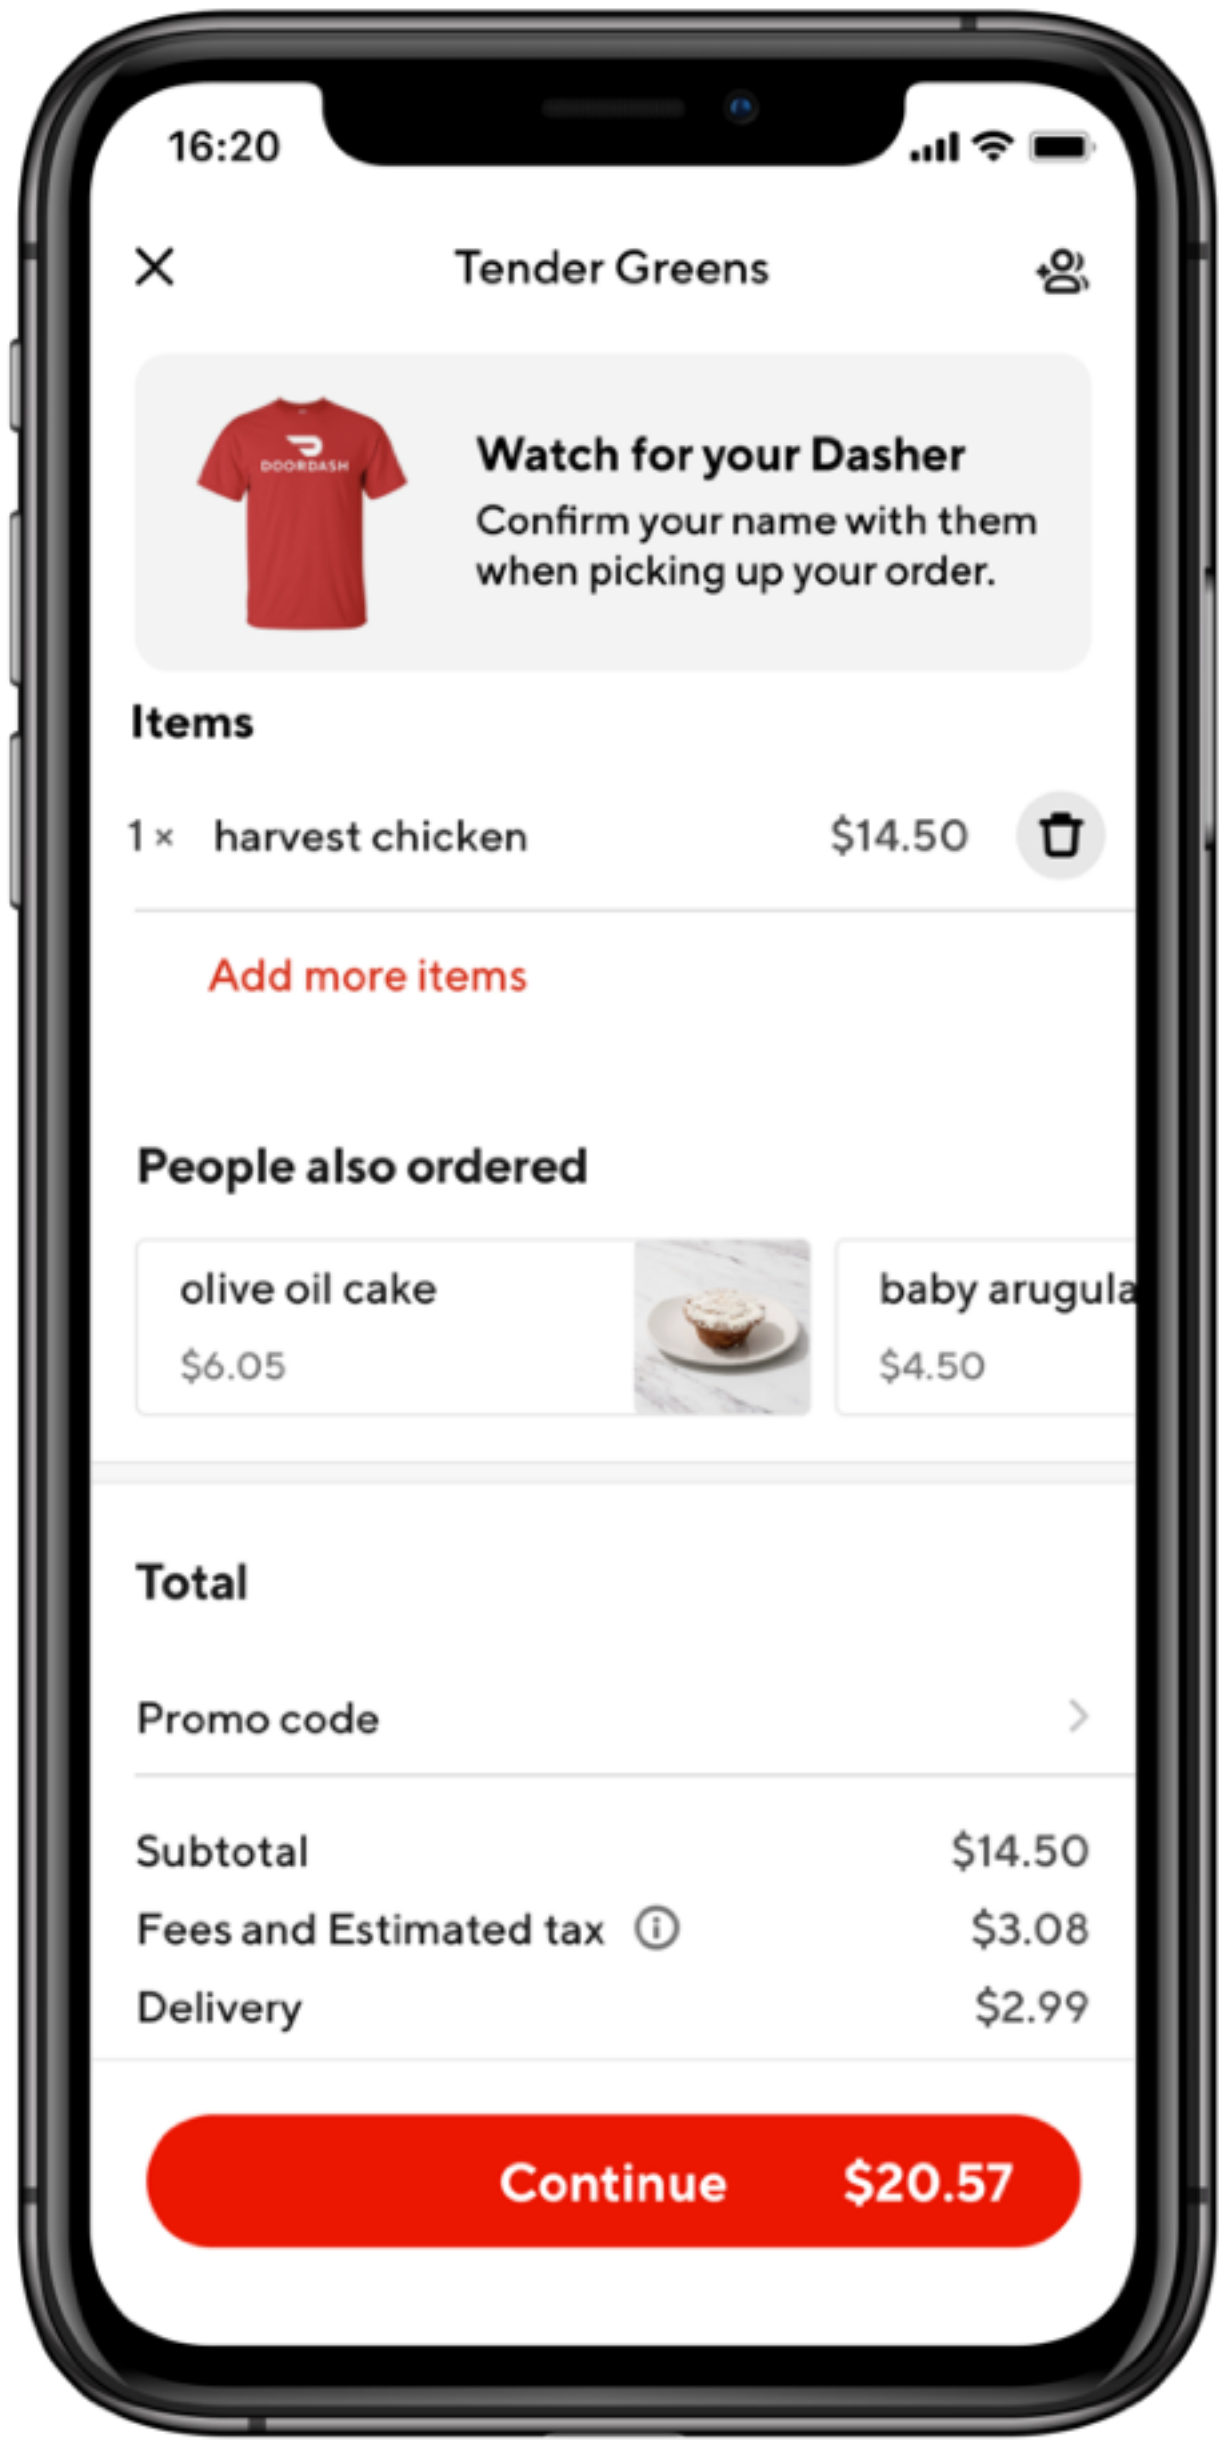 16:20
Tender Greens
DOORDASH
Watch for your Dasher
Confirm your name with them
when picking up your order.
Items
1 × harvest chicken $14.50
Add more items
People also ordered
olive oil cake
$6.05
baby arugula
$4.50
Total
Promo code
Subtotal $14.50
Fees and Estimated tax $3.08
Delivery $2.99
Continue $20.57